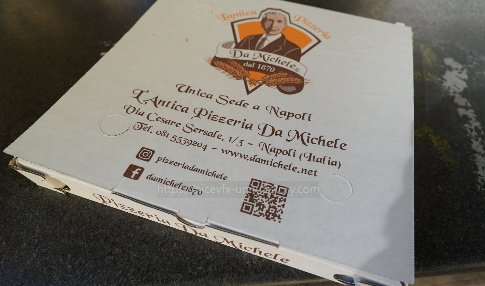 L'antica Pizzeria
Da Michele
dal 1870
Unica Sede a Napoli
L'Antica Pizzeria Da Michele
Via Cesare Sersale, 1/3 - Napoli (Italia)
Tel. 081 5539204 - www.damichele.net
pizzeriadamichele
damichele1870
Pizzeria Da Michele